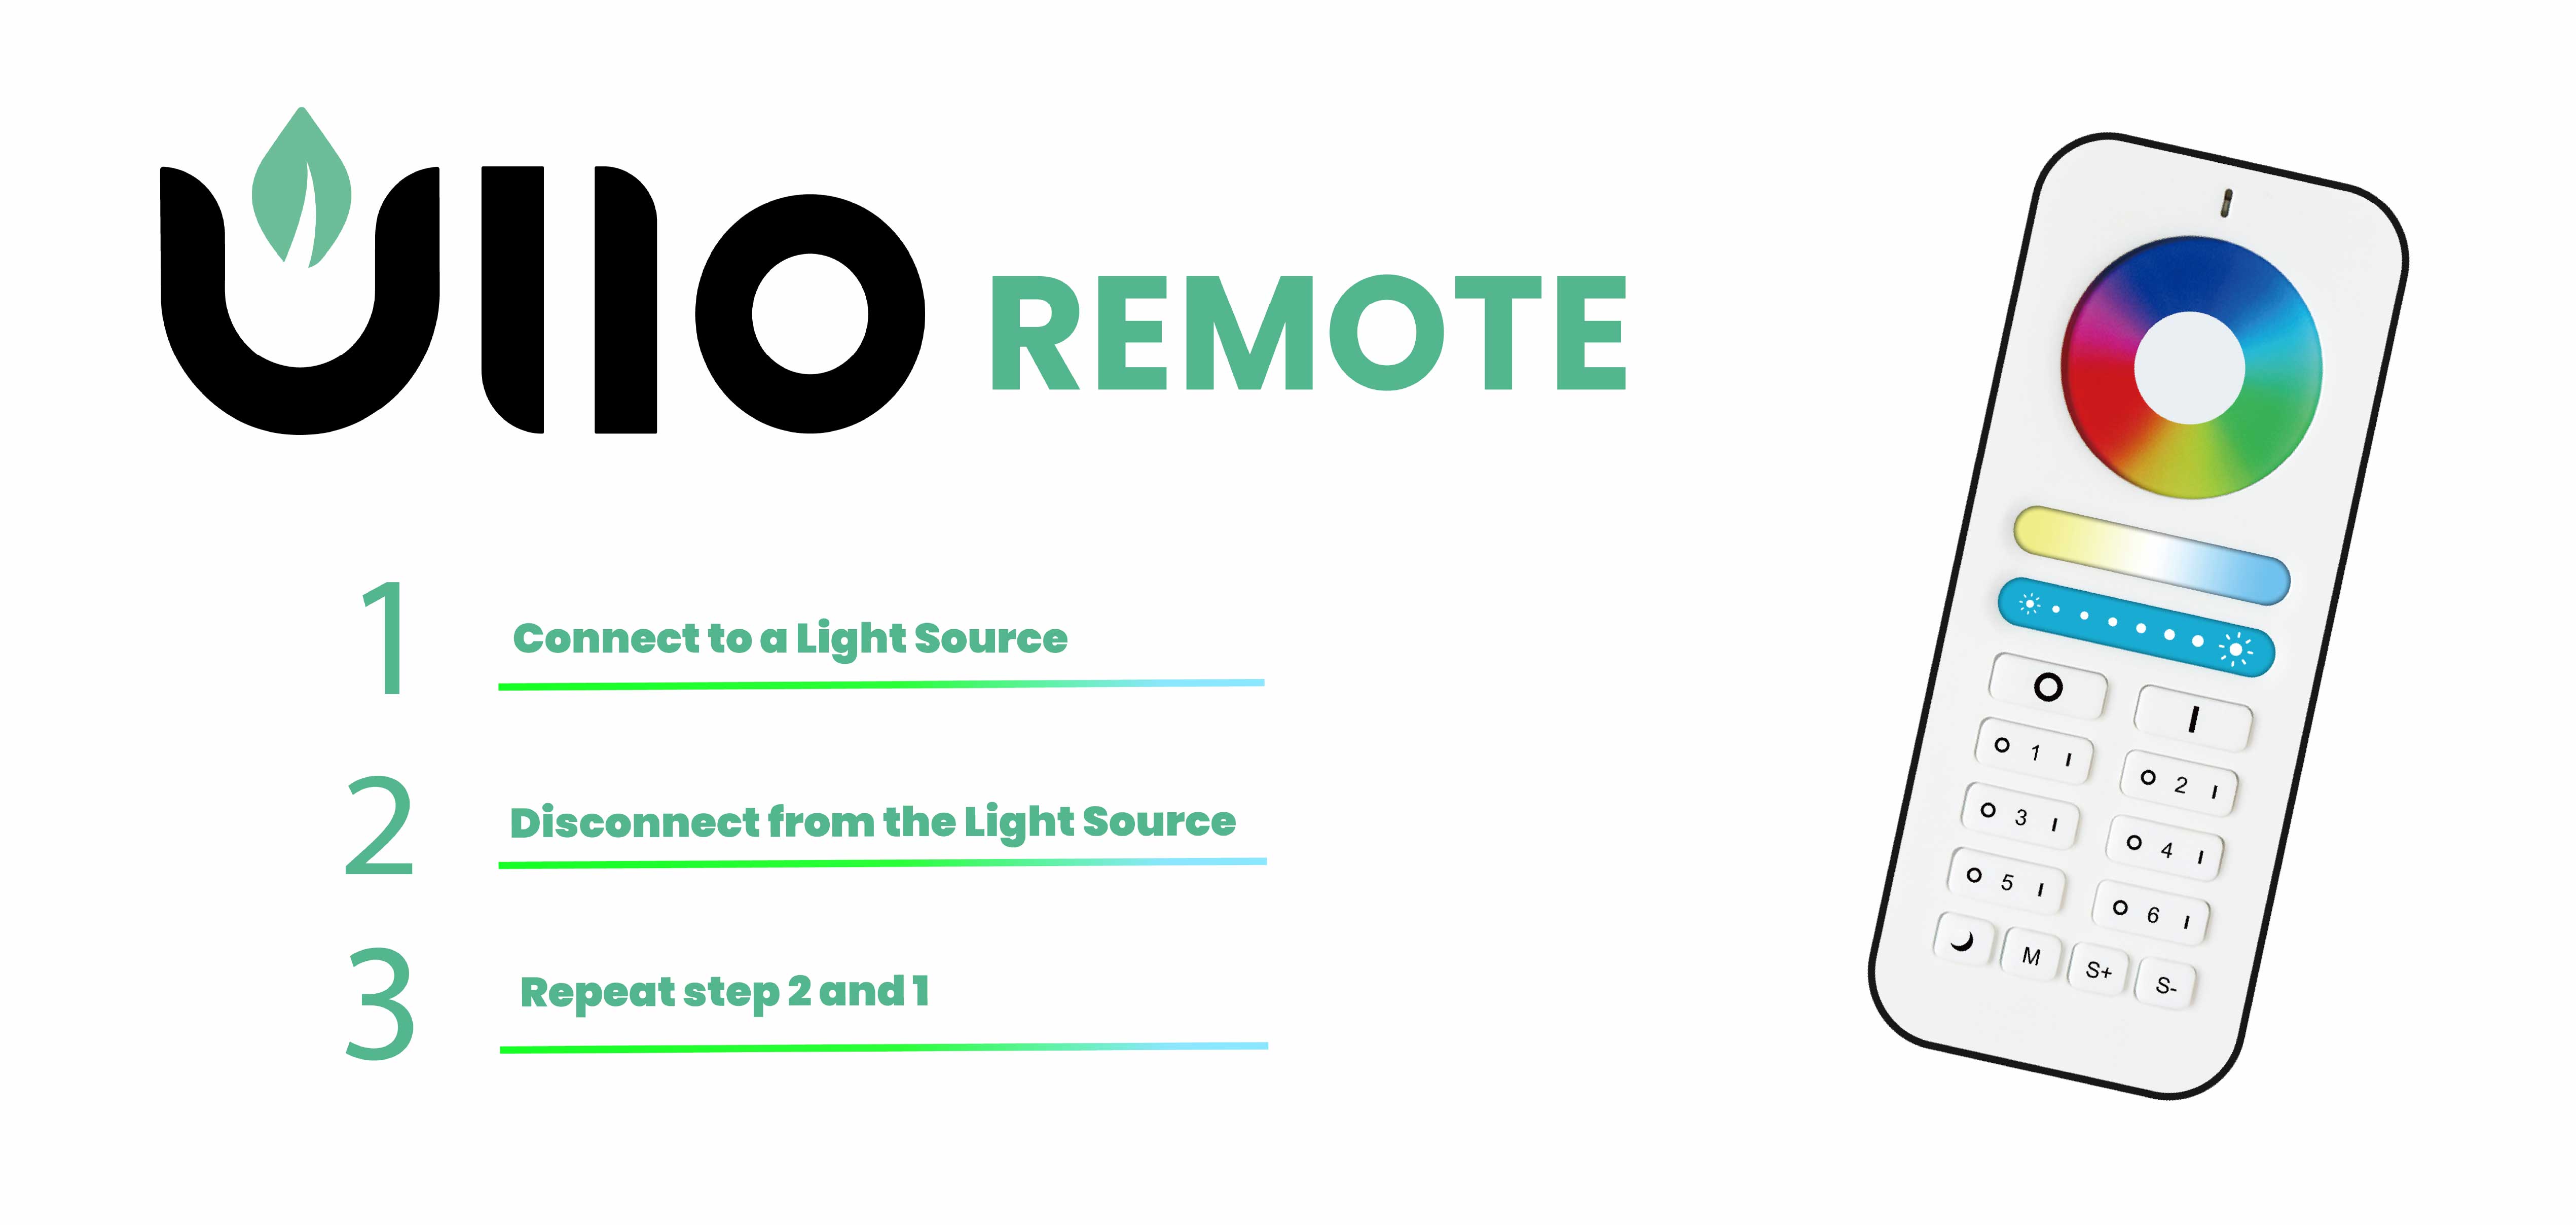 ullo REMOTE
1 Connect to a Light Source
2 Disconnect from the Light Source
3 Repeat step 2 and 1
O I
O 1 I O 2 I
O 3 I O 4 I
O 5 I O 6 I
M S+ S-